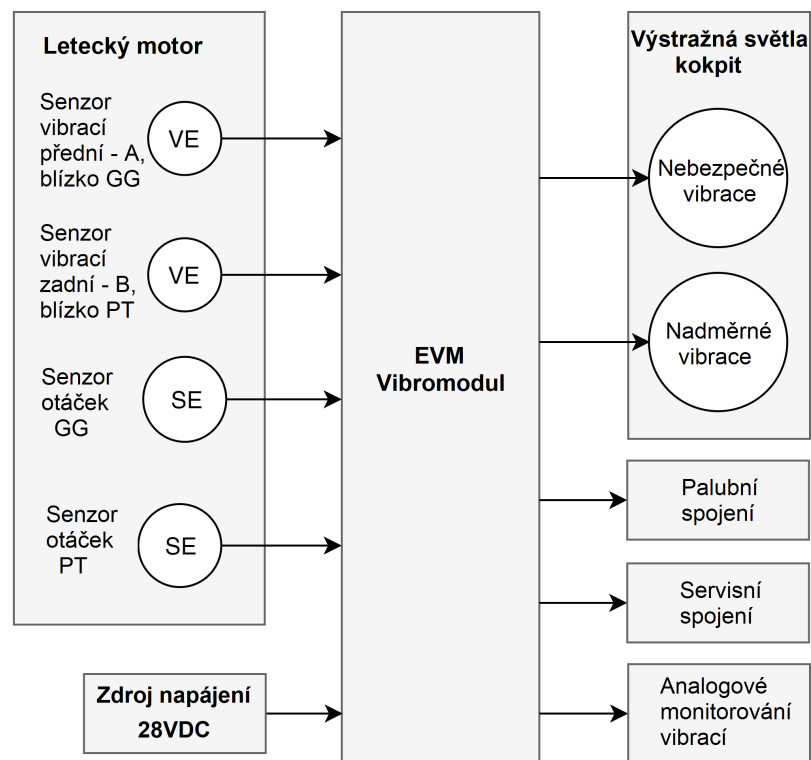 Letecký motor
Senzor
vibrací
přední - A,
blízko GG
VE
Senzor
vibrací
zadní - B,
blízko PT
VE
Senzor
otáček
GG
SE
Senzor
otáček
PT
SE
Zdroj napájení
28VDC
EVM
Vibromodul
Výstražná světla
kokpit
Nebezpečné
vibrace
Nadměrné
vibrace
Palubní
spojení
Servisní
spojení
Analogové
monitorování
vibrací